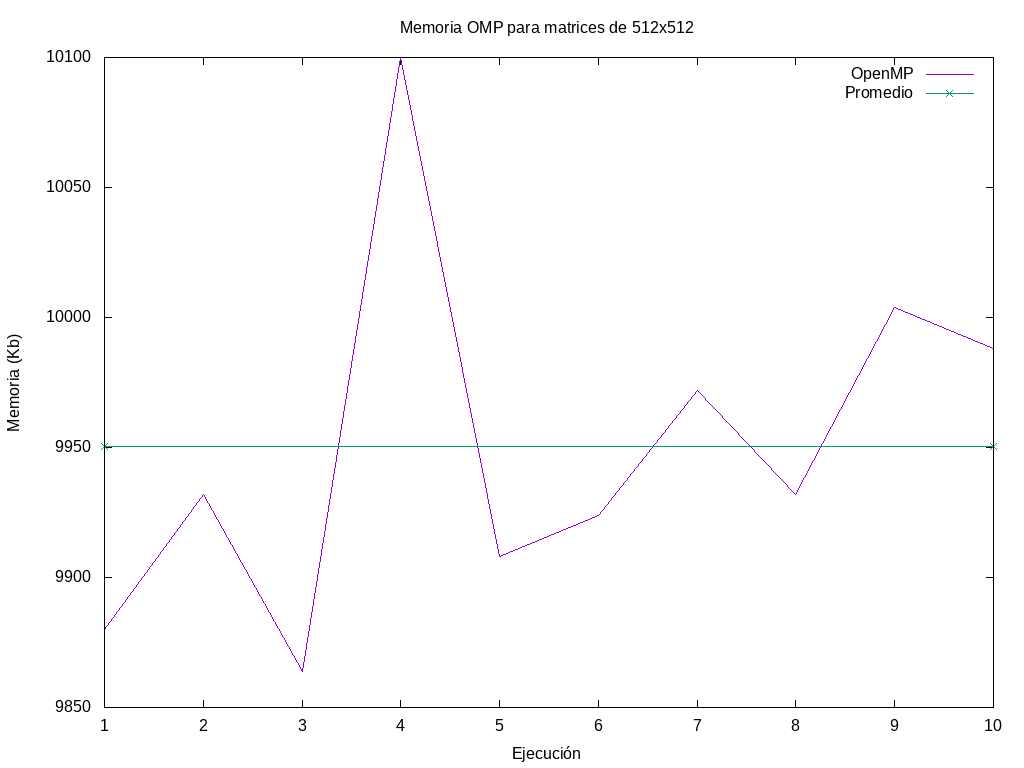 Memoria OMP para matrices de 512x512
OpenMP
Promedio
10100
10050
10000
9950
9900
9850
Memoria (Kb)
1 2 3 4 5 6 7 8 9 10
Ejecución